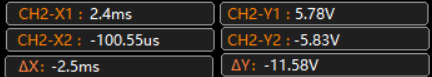 CH2-X1 : 2.4ms CH2-Y1 : 5.78V
CH2-X2 : -100.55us CH2-Y2 : -5.83V
ΔX: -2.5ms ΔY: -11.58V